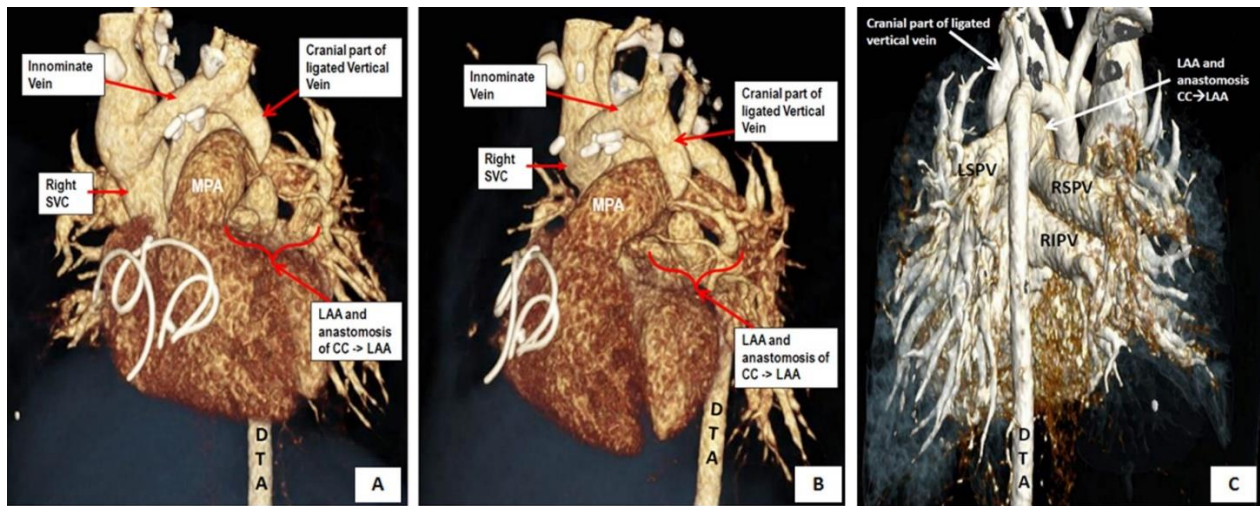 Innominate
Vein
Cranial part of
ligated Vertical
Vein
Right
SVC
MPA
LAA and
anastomosis
of CC -> LAA
D
T
A
A
Innominate
Vein
Cranial part of
ligated Vertical
Vein
Right
SVC
MPA
LAA and
anastomosis of
CC -> LAA
D
T
A
B
Cranial part of ligated
vertical vein
LAA and
anastomosis
CC→LAA
LSPV
RSPV
RIPV
D
T
A
C